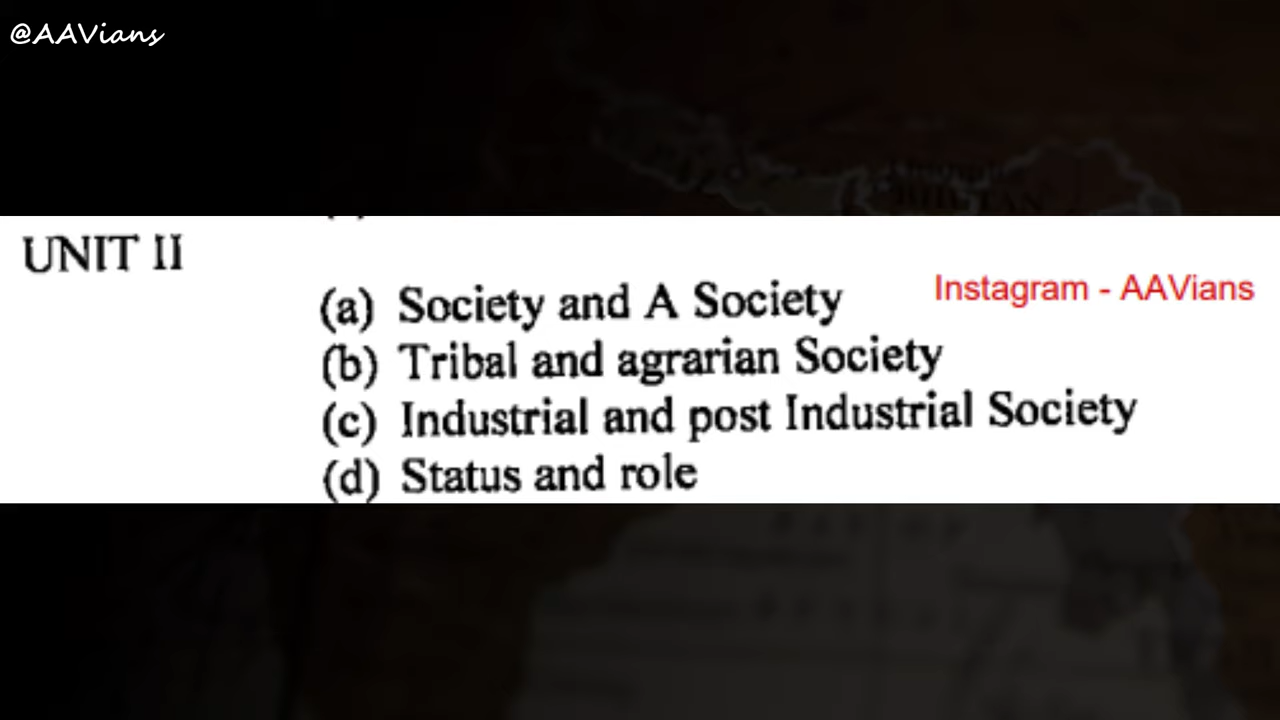 @AAVians
UNIT II
Instagram - AAVians
(a) Society and A Society
(b) Tribal and agrarian Society
(c) Industrial and post Industrial Society
(d) Status and role